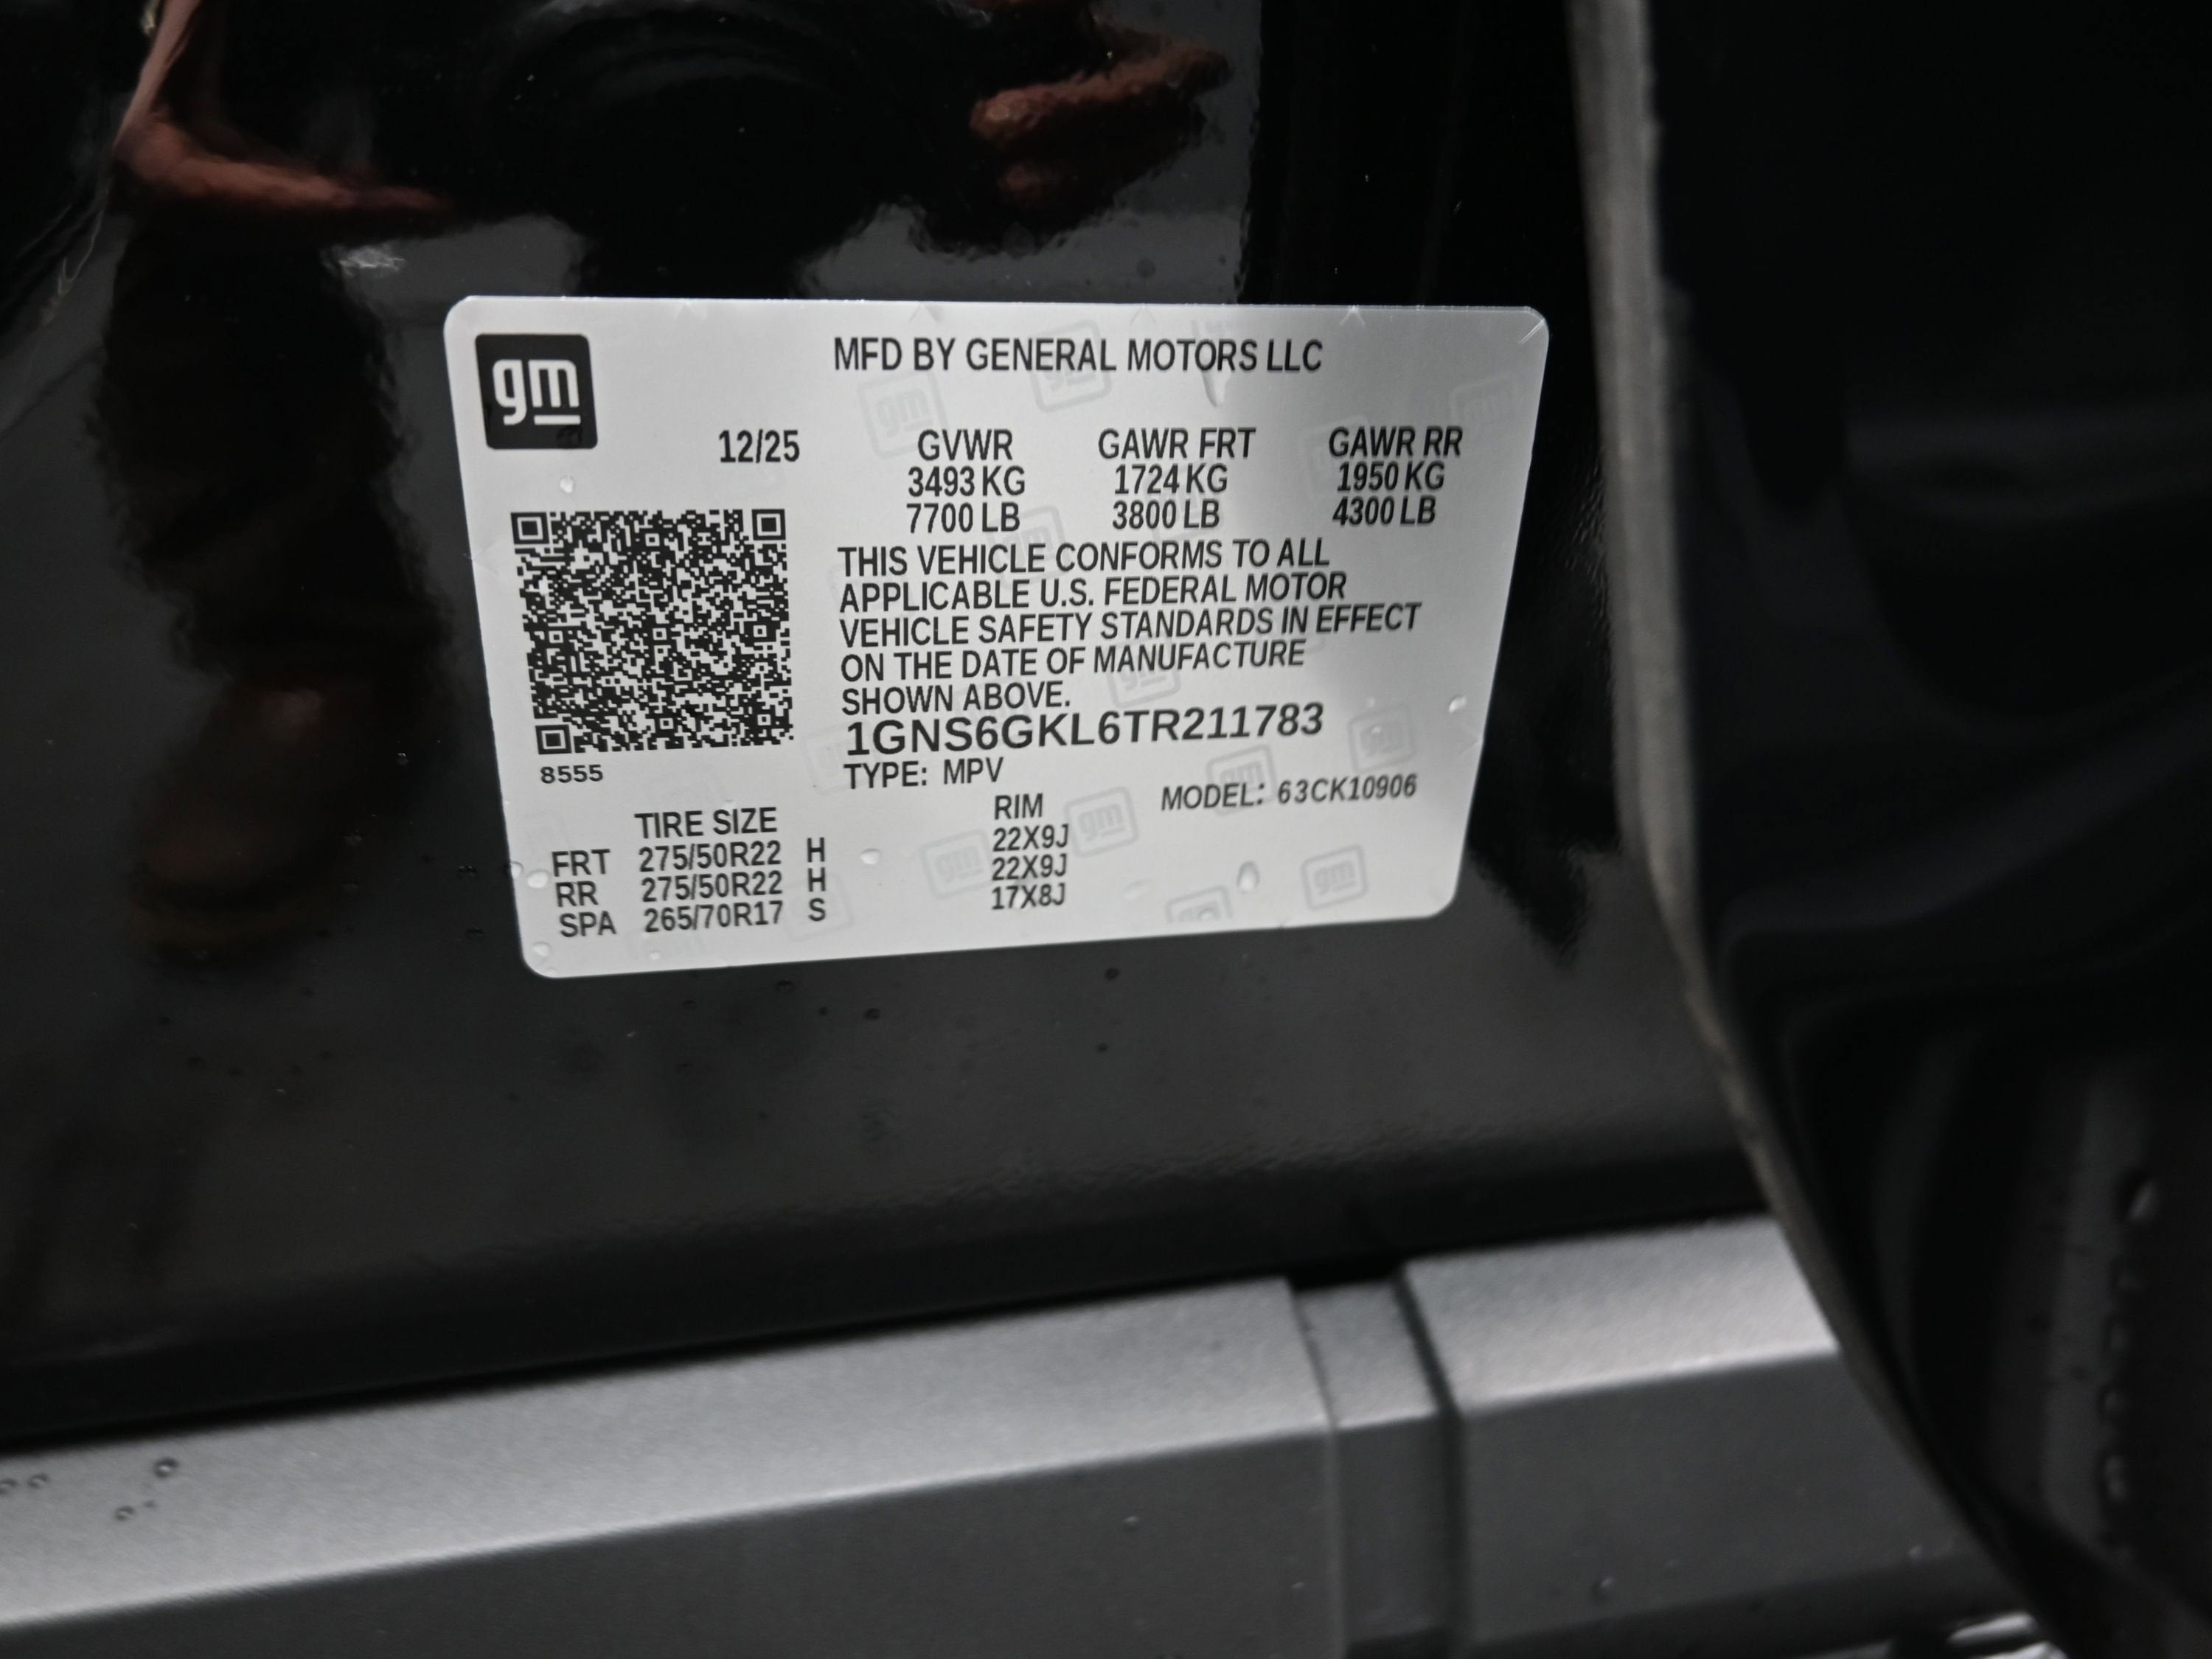 gm
MFD BY GENERAL MOTORS LLC
12/25 GVWR GAWR FRT GAWR RR
3493 KG 1724 KG 1950 KG
7700 LB 3800 LB 4300 LB
THIS VEHICLE CONFORMS TO ALL
APPLICABLE U.S. FEDERAL MOTOR
VEHICLE SAFETY STANDARDS IN EFFECT
ON THE DATE OF MANUFACTURE
SHOWN ABOVE.
1GNS6GKL6TR211783
8555
TYPE: MPV
MODEL: 63CK10906
TIRE SIZE RIM
FRT 275/50R22 H 22X9J
RR 275/50R22 H 22X9J
SPA 265/70R17 S 17X8J